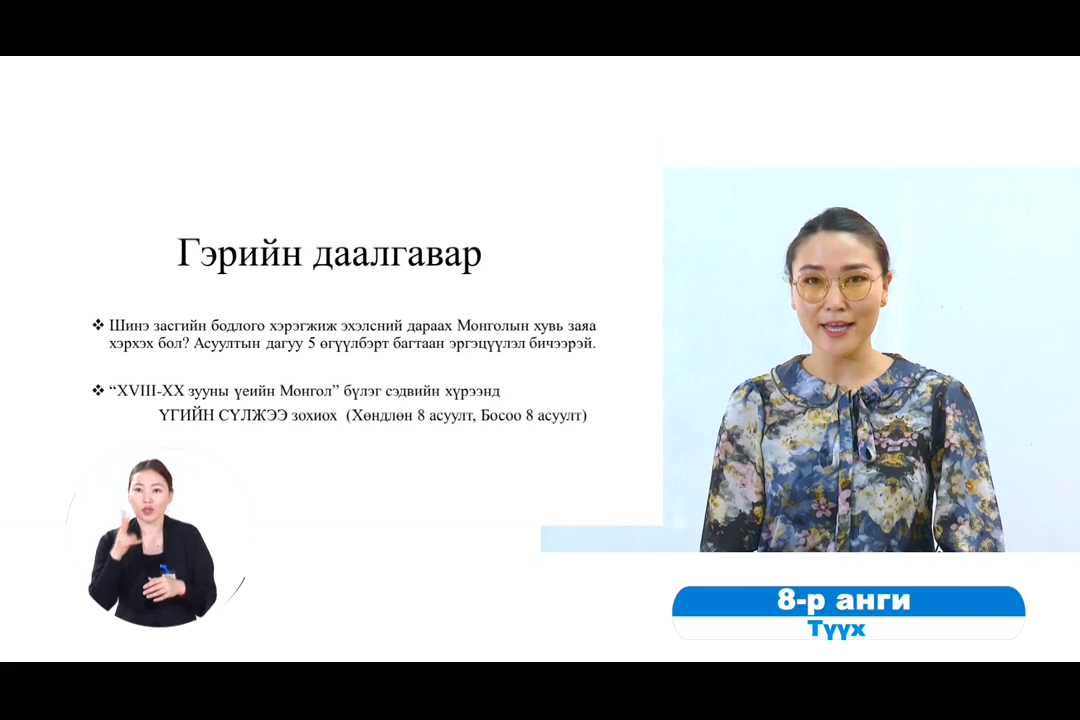 Гэрийн даалгавар
❖ Шинэ засгийн бодлого хэрэгжиж эхэлсний дараах Монголын хувь заяа
хэрхэх бол? Асуултын дагуу 5 өгүүлбэрт багтаан эргэцүүлэл бичээрэй.
❖ “XVIII-XX зууны үеийн Монгол” бүлэг сэдвийн хүрээнд
ҮГИЙН СҮЛЖЭЭ зохиох (Хөндлөн 8 асуулт, Босоо 8 асуулт)
8-р анги
Түүх